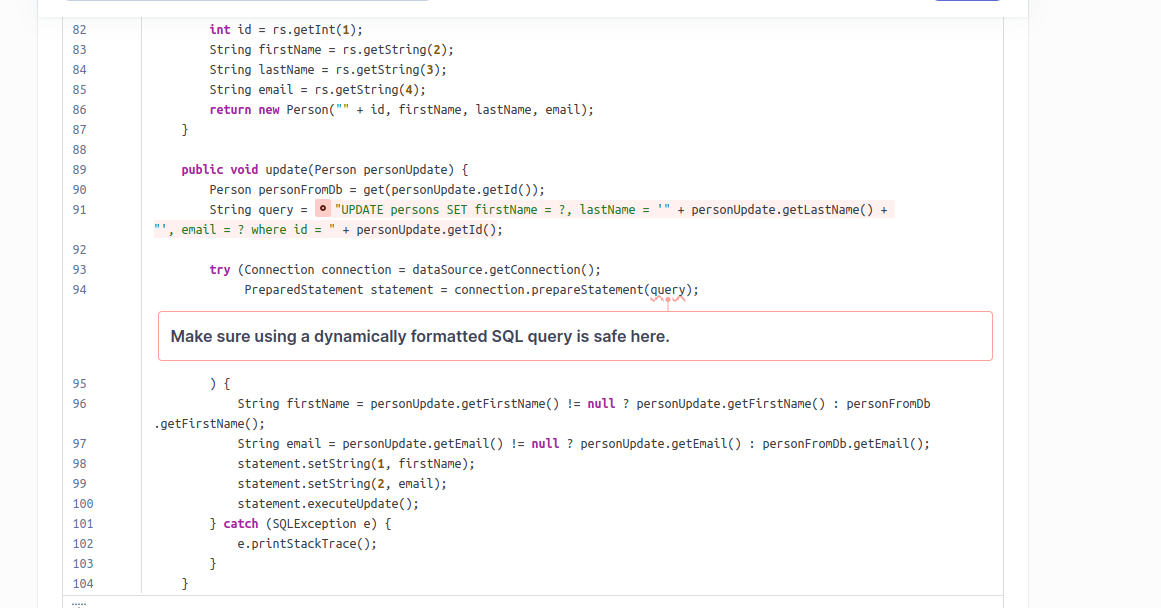 82 int id = rs.getInt(1);
83 String firstName = rs.getString(2);
84 String lastName = rs.getString(3);
85 String email = rs.getString(4);
86 return new Person("" + id, firstName, lastName, email);
87 }
88
89 public void update(Person personUpdate) {
90 Person personFromDb = get(personUpdate.getId());
91 String query = "UPDATE persons SET firstName = ?, lastName = '" + personUpdate.getLastName() +
"', email = ? where id = " + personUpdate.getId();
92
93 try (Connection connection = dataSource.getConnection();
94 PreparedStatement statement = connection.prepareStatement(query);
Make sure using a dynamically formatted SQL query is safe here.
95 ) {
96 String firstName = personUpdate.getFirstName() != null ? personUpdate.getFirstName() : personFromDb
.getFirstName();
97 String email = personUpdate.getEmail() != null ? personUpdate.getEmail() : personFromDb.getEmail();
98 statement.setString(1, firstName);
99 statement.setString(2, email);
100 statement.executeUpdate();
101 } catch (SQLException e) {
102 e.printStackTrace();
103 }
104 }